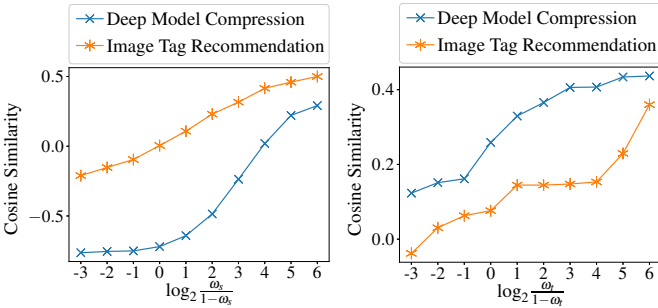 Deep Model Compression
Image Tag Recommendation
0.5
0.0
−0.5
Cosine Similarity
-3 -2 -1 0 1 2 3 4 5 6
log₂ ωₛ/(1−ωₛ)
Deep Model Compression
Image Tag Recommendation
0.4
0.2
0.0
Cosine Similarity
-3 -2 -1 0 1 2 3 4 5 6
log₂ ωₜ/(1−ωₜ)